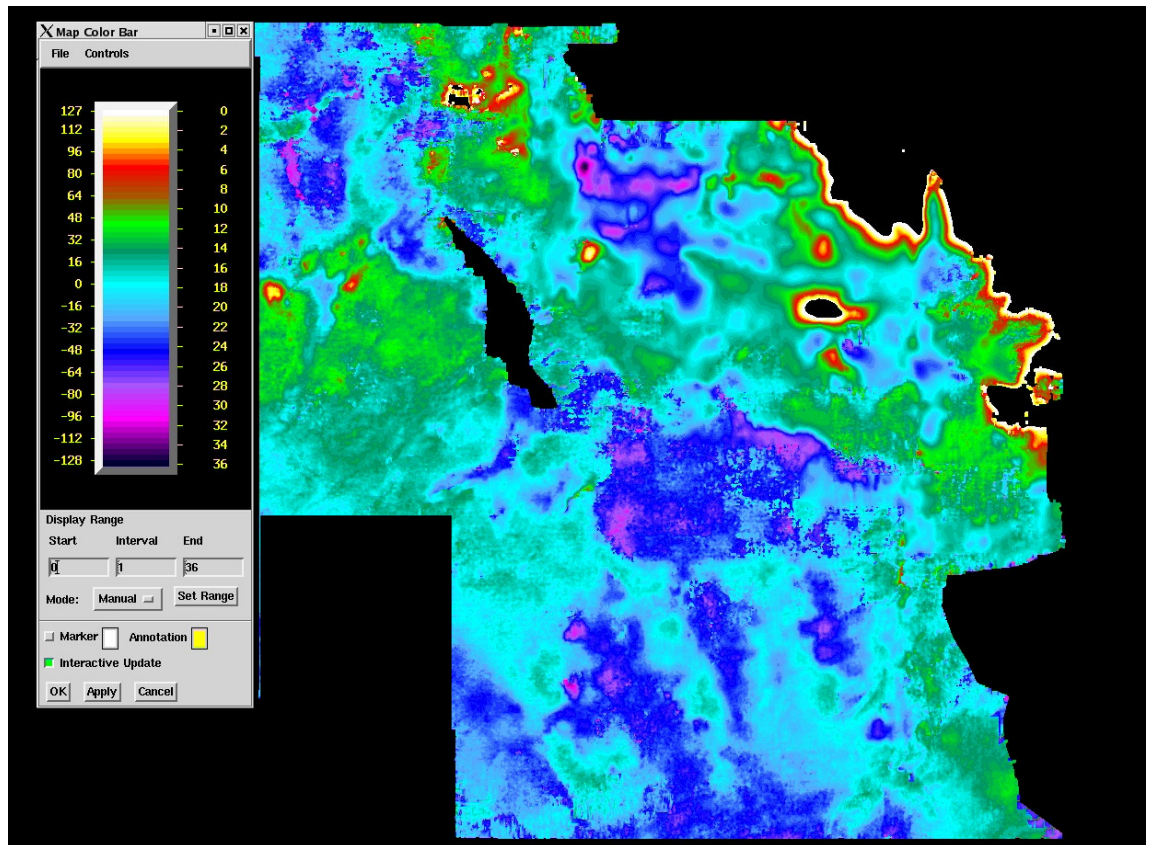 Map Color Bar
File Controls
127 0
112 2
96 4
80 6
64 8
48 10
32 12
16 14
0 16
-16 18
-32 20
-48 22
-64 24
-80 26
-96 28
-112 30
-128 32
34
36
Display Range
Start Interval End
0 1 36
Mode: Manual Set Range
Marker Annotation
Interactive Update
OK Apply Cancel